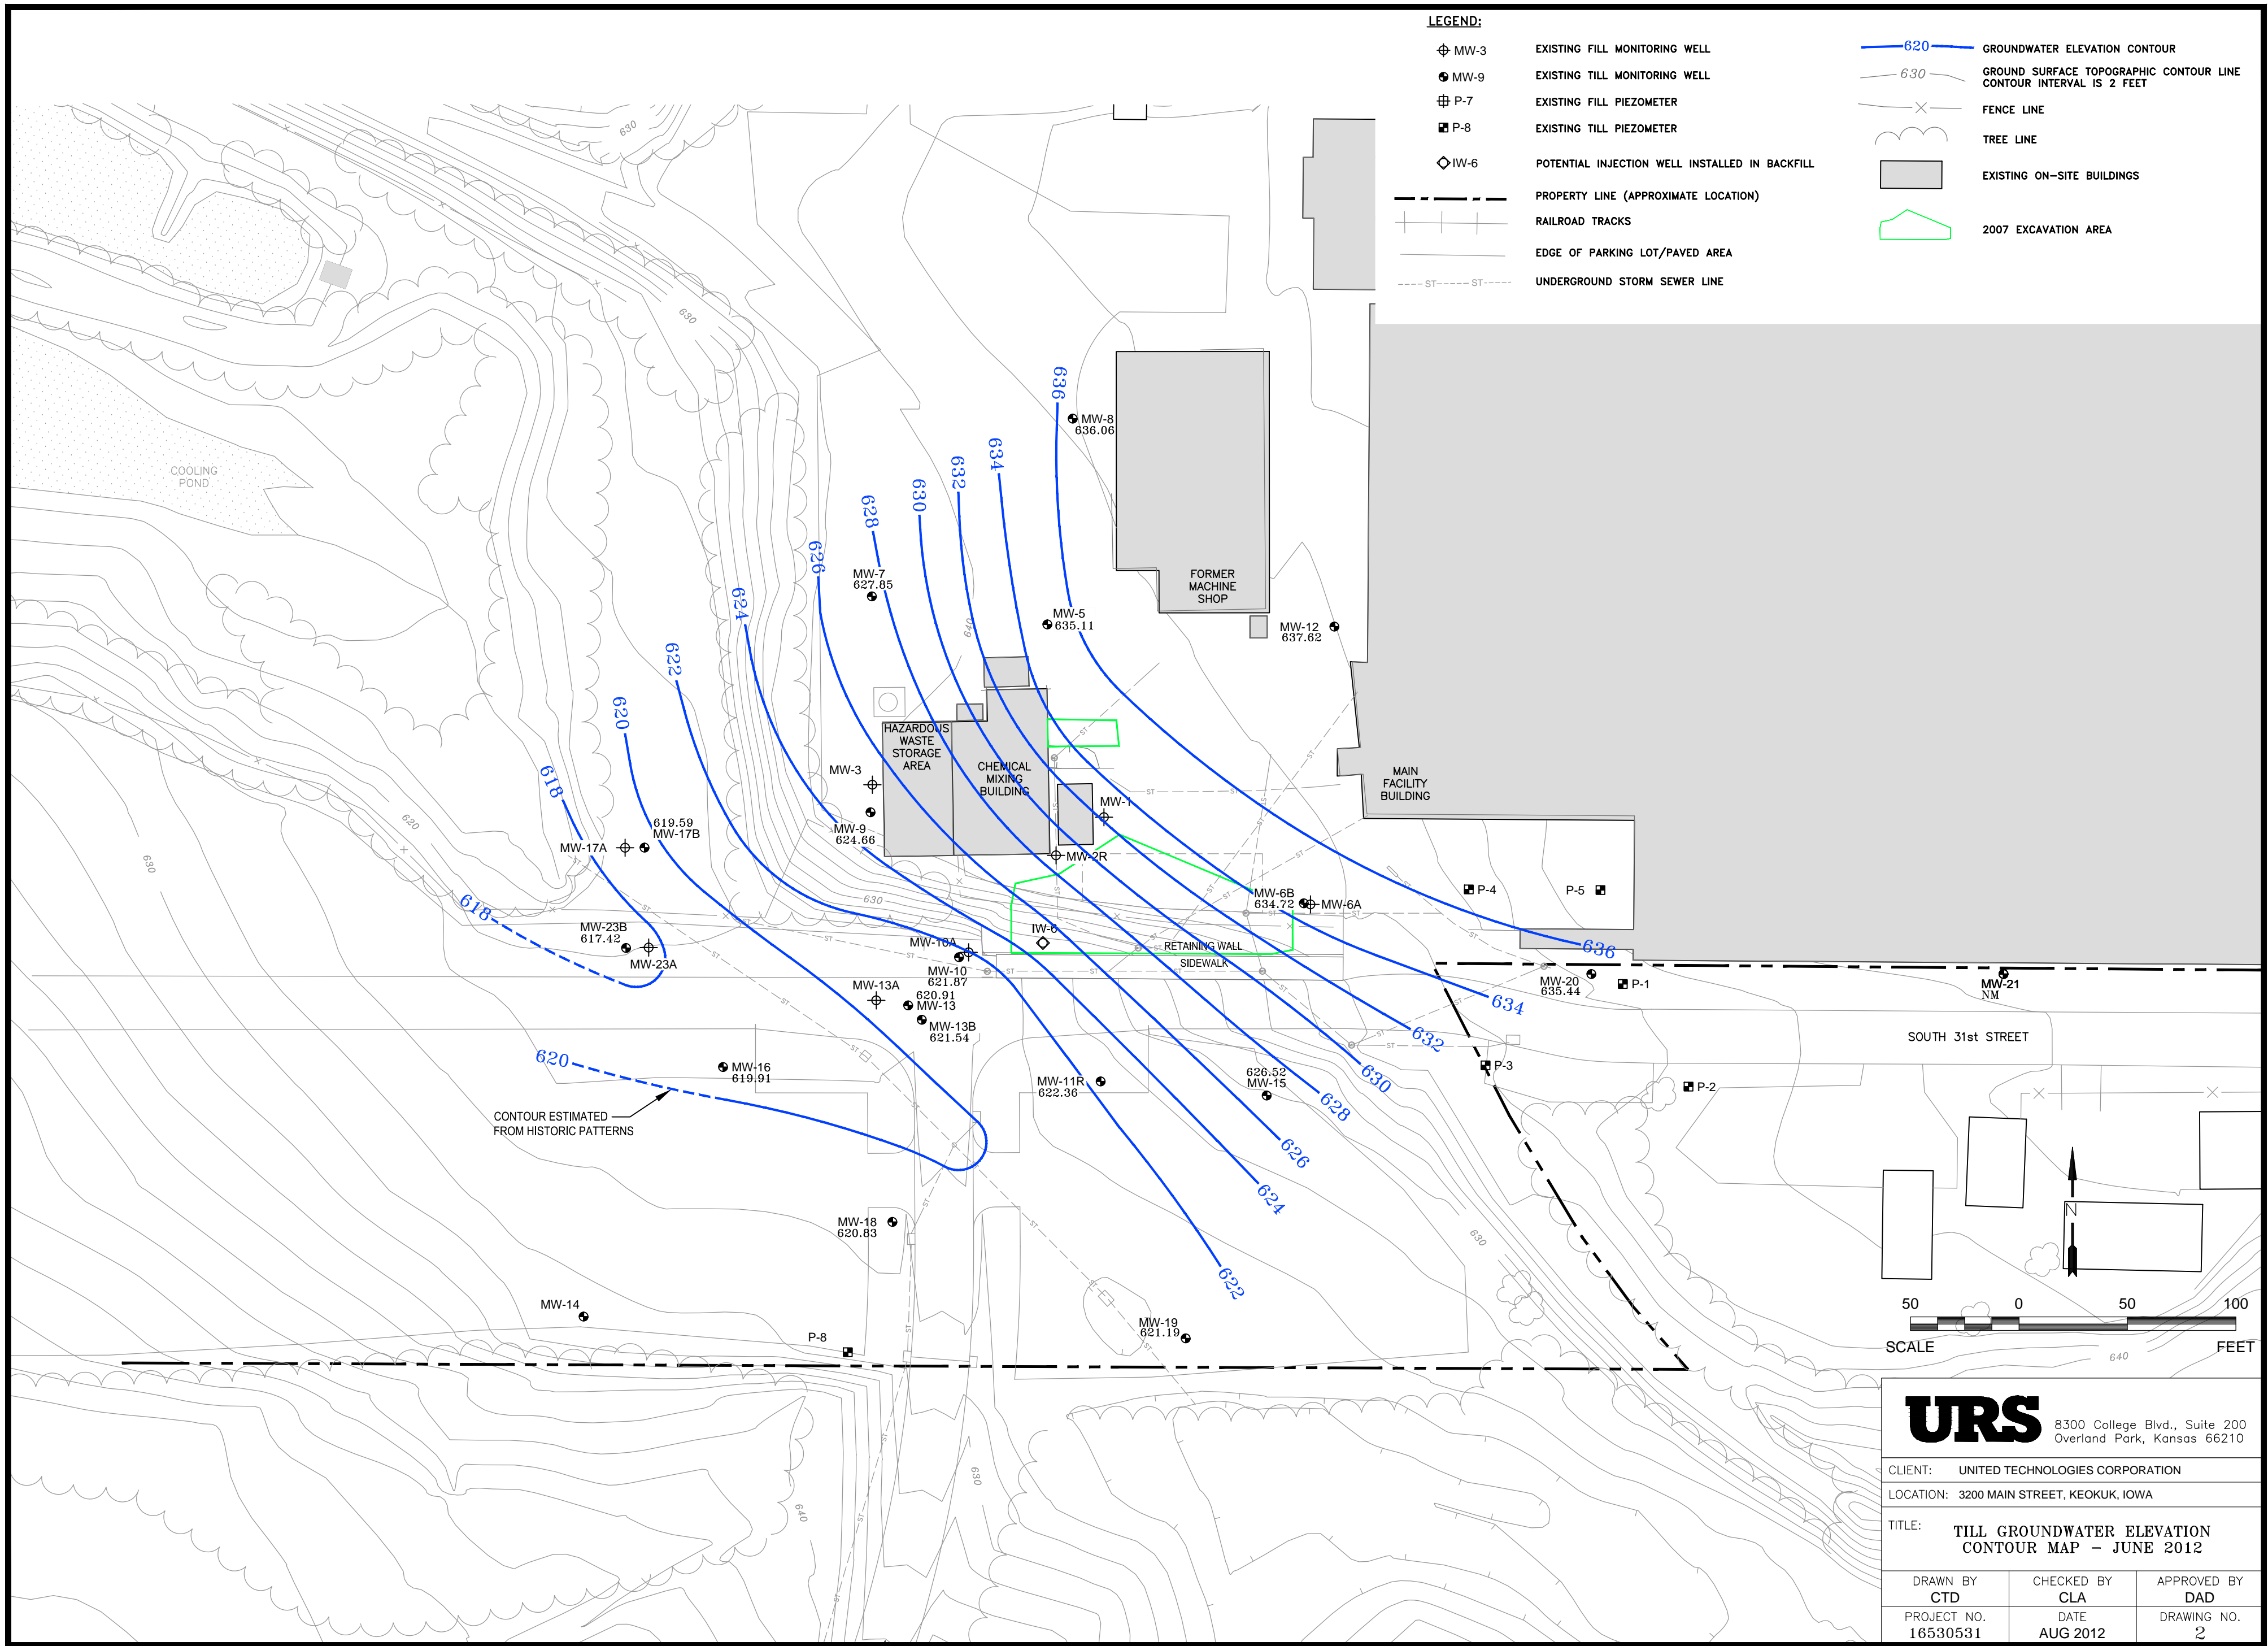 LEGEND:
MW-3 EXISTING FILL MONITORING WELL
MW-9 EXISTING TILL MONITORING WELL
P-7 EXISTING FILL PIEZOMETER
P-8 EXISTING TILL PIEZOMETER
IW-6 POTENTIAL INJECTION WELL INSTALLED IN BACKFILL
PROPERTY LINE (APPROXIMATE LOCATION)
RAILROAD TRACKS
EDGE OF PARKING LOT/PAVED AREA
ST ST UNDERGROUND STORM SEWER LINE
620 GROUNDWATER ELEVATION CONTOUR
630 GROUND SURFACE TOPOGRAPHIC CONTOUR LINE
CONTOUR INTERVAL IS 2 FEET
FENCE LINE
TREE LINE
EXISTING ON-SITE BUILDINGS
2007 EXCAVATION AREA
630
630
COOLING
POND
636
MW-8
636.06
634
632
630
628
626
624
622
620
618
MW-7
627.85
MW-5
635.11
640
FORMER
MACHINE
SHOP
MW-12
637.62
HAZARDOUS
WASTE
STORAGE
AREA
CHEMICAL
MIXING
BUILDING
MAIN
FACILITY
BUILDING
MW-3
MW-9
624.66
MW-1
MW-2R
619.59
MW-17B
MW-17A
620
630
618
MW-23B
617.42
MW-23A
630
MW-6B
634.72
MW-6A
P-4
P-5
IW-6
RETAINING WALL
SIDEWALK
MW-10A
MW-10
621.87
MW-13A
620.91
MW-13
MW-13B
621.54
636
MW-20
635.44
P-1
MW-21
NM
634
632
SOUTH 31st STREET
620
MW-16
619.91
MW-11R
622.36
626.52
MW-15
630
P-3
P-2
628
CONTOUR ESTIMATED
FROM HISTORIC PATTERNS
626
624
622
MW-18
620.83
630
N
MW-14
P-8
MW-19
621.19
50 0 50 100
SCALE FEET
640
630
640
URS
8300 College Blvd., Suite 200
Overland Park, Kansas 66210
CLIENT: UNITED TECHNOLOGIES CORPORATION
LOCATION: 3200 MAIN STREET, KEOKUK, IOWA
TITLE: TILL GROUNDWATER ELEVATION
CONTOUR MAP - JUNE 2012
DRAWN BY CHECKED BY APPROVED BY
CTD CLA DAD
PROJECT NO. DATE DRAWING NO.
16530531 AUG 2012 2